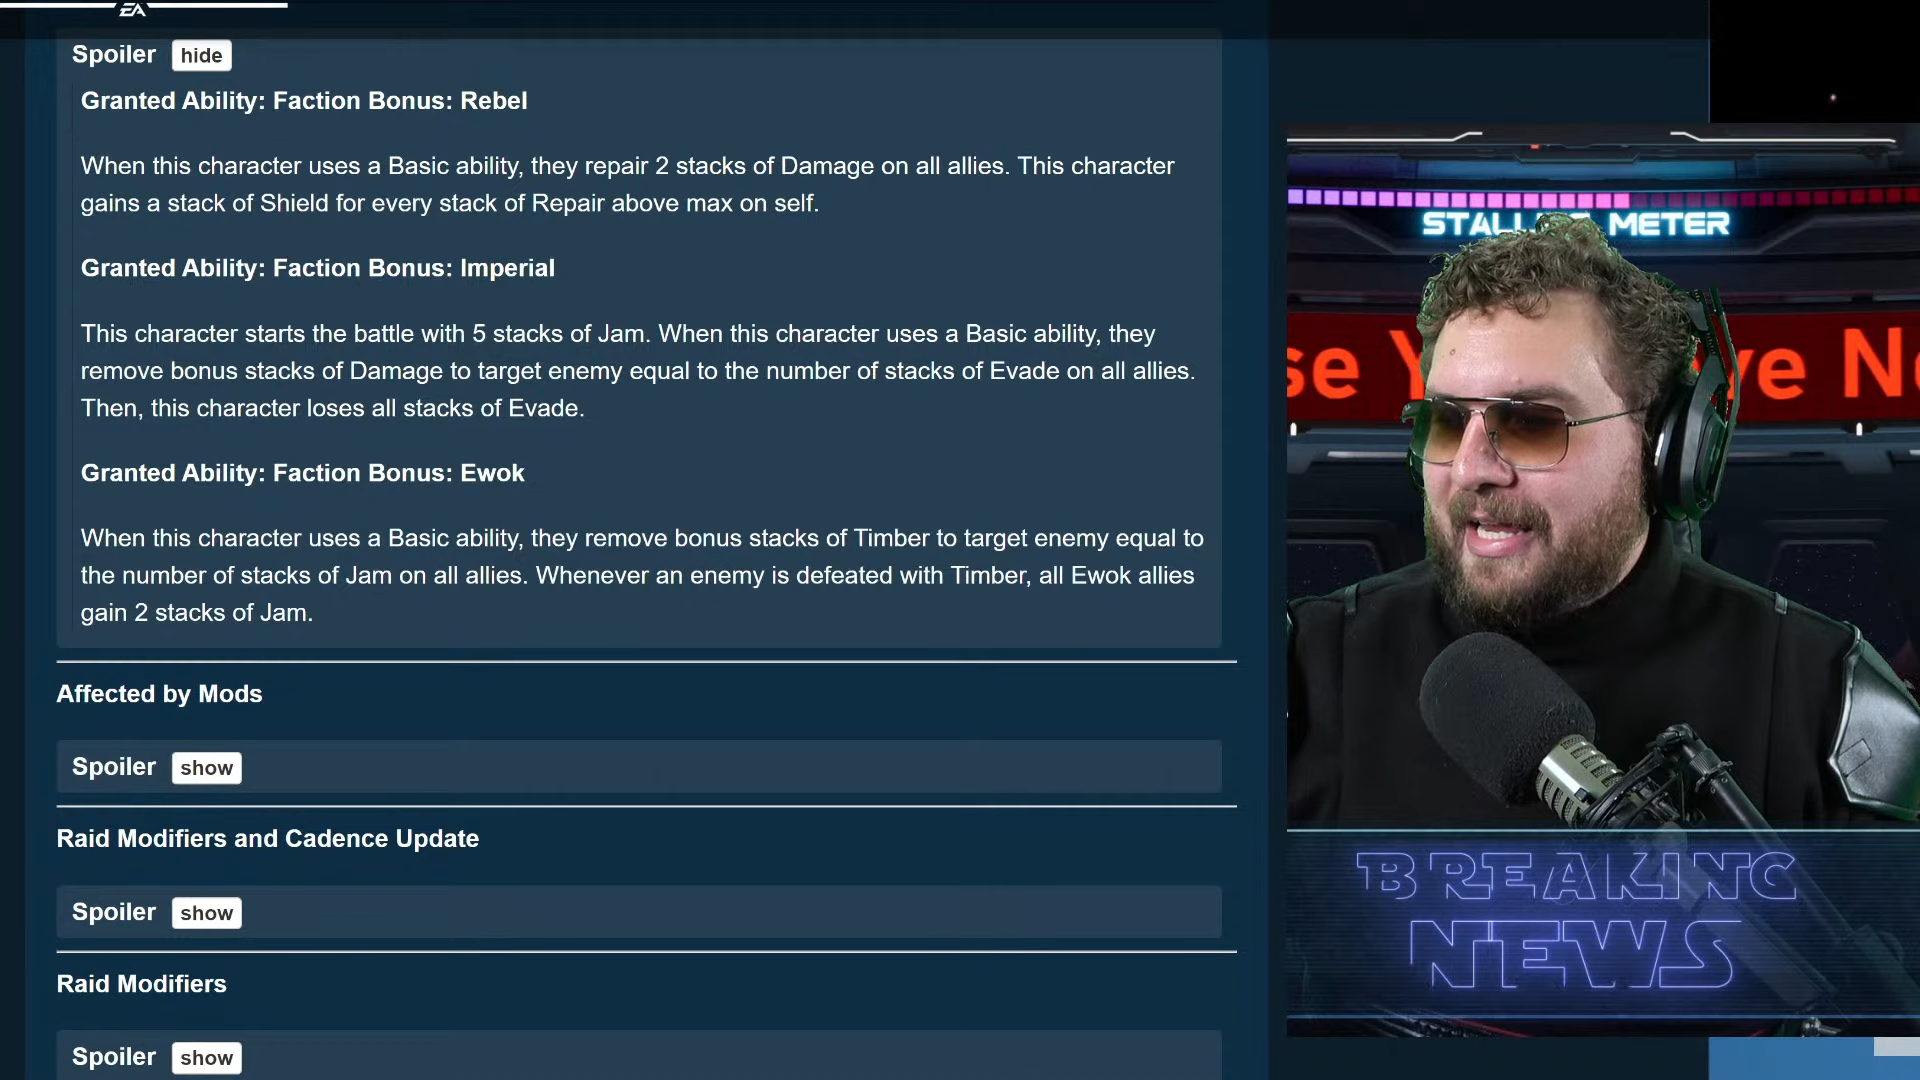 EA
Spoiler hide
Granted Ability: Faction Bonus: Rebel
When this character uses a Basic ability, they repair 2 stacks of Damage on all allies. This character
gains a stack of Shield for every stack of Repair above max on self.
Granted Ability: Faction Bonus: Imperial
This character starts the battle with 5 stacks of Jam. When this character uses a Basic ability, they
remove bonus stacks of Damage to target enemy equal to the number of stacks of Evade on all allies.
Then, this character loses all stacks of Evade.
Granted Ability: Faction Bonus: Ewok
When this character uses a Basic ability, they remove bonus stacks of Timber to target enemy equal to
the number of stacks of Jam on all allies. Whenever an enemy is defeated with Timber, all Ewok allies
gain 2 stacks of Jam.
Affected by Mods
Spoiler show
Raid Modifiers and Cadence Update
Spoiler show
Raid Modifiers
Spoiler show
METER
BREAKING
NEWS